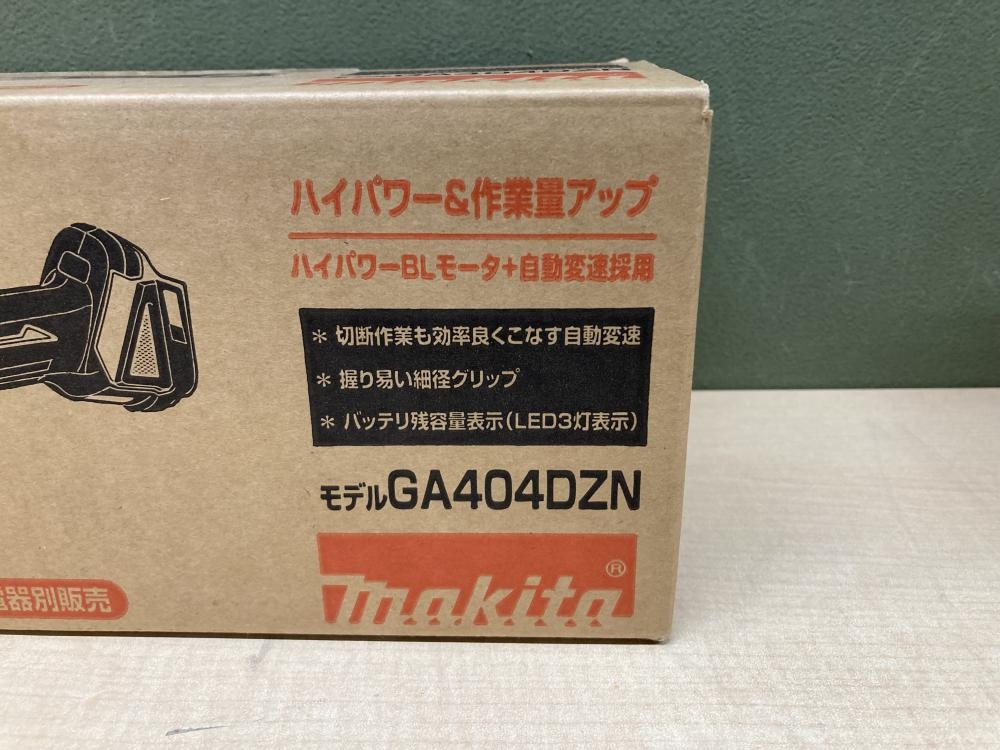 ハイパワー&作業量アップ
ハイパワーBLモータ+自動変速採用
* 切断作業も効率良くこなす自動変速
* 握り易い細径グリップ
* バッテリ残容量表示(LED3灯表示)
モデルGA404DZN
makita®
電器別販売